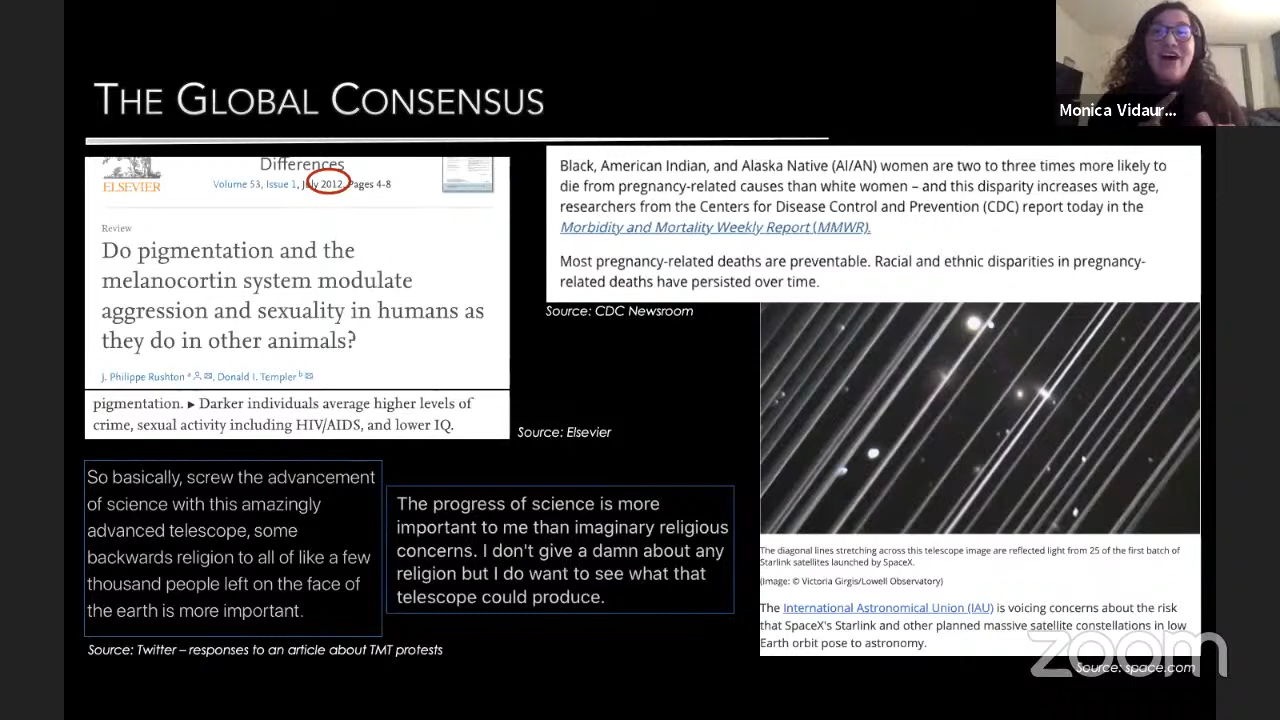 THE GLOBAL CONSENSUS
Monica Vidaur...
ELSEVIER
Differences
Volume 53, Issue 1, July 2012, Pages 4-8
Review
Do pigmentation and the
melanocortin system modulate
aggression and sexuality in humans as
they do in other animals?
J. Philippe Rushton a, Donald I. Templer b
pigmentation. ► Darker individuals average higher levels of
crime, sexual activity including HIV/AIDS, and lower IQ.
Source: Elsevier
Black, American Indian, and Alaska Native (AI/AN) women are two to three times more likely to
die from pregnancy-related causes than white women – and this disparity increases with age,
researchers from the Centers for Disease Control and Prevention (CDC) report today in the
Morbidity and Mortality Weekly Report (MMWR).
Most pregnancy-related deaths are preventable. Racial and ethnic disparities in pregnancy-
related deaths have persisted over time.
Source: CDC Newsroom
So basically, screw the advancement
of science with this amazingly
advanced telescope, some
backwards religion to all of like a few
thousand people left on the face of
the earth is more important.
The progress of science is more
important to me than imaginary religious
concerns. I don't give a damn about any
religion but I do want to see what that
telescope could produce.
Source: Twitter – responses to an article about TMT protests
The diagonal lines stretching across this telescope image are reflected light from 25 of the first batch of
Starlink satellites launched by SpaceX.
(Image: © Victoria Girgis/Lowell Observatory)
The International Astronomical Union (IAU) is voicing concerns about the risk
that SpaceX's Starlink and other planned massive satellite constellations in low
Earth orbit pose to astronomy.
zoom
Source: space.com